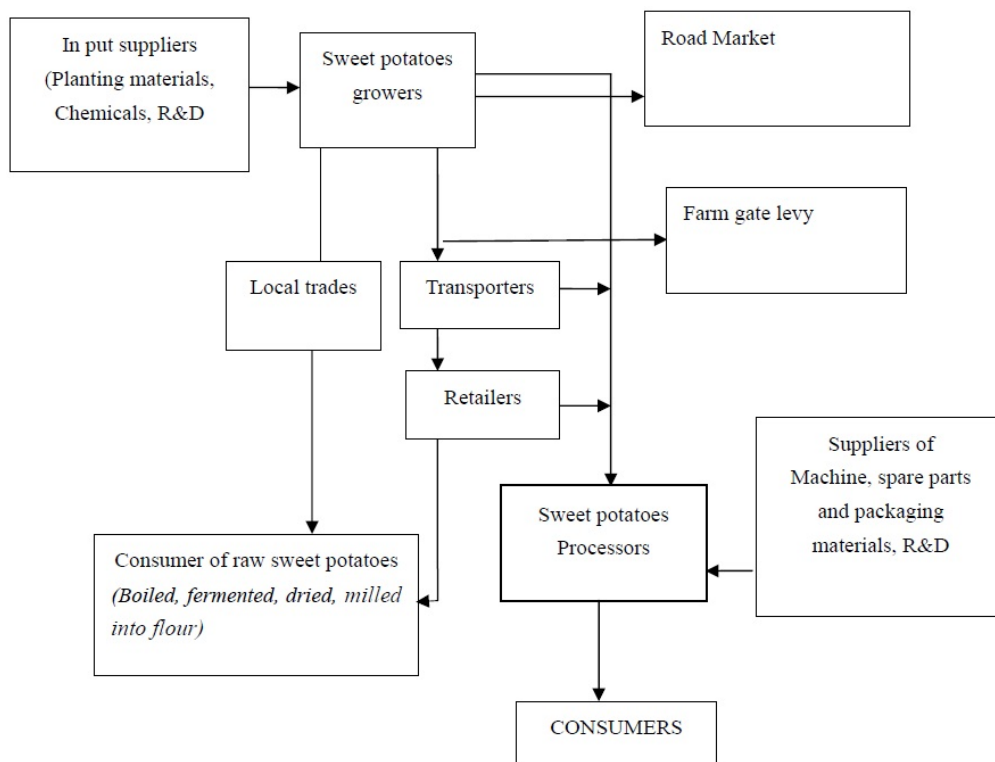 In put suppliers
(Planting materials,
Chemicals, R&D
Sweet potatoes
growers
Road Market
Farm gate levy
Local trades
Transporters
Retailers
Suppliers of
Machine, spare parts
and packaging
materials, R&D
Sweet potatoes
Processors
Consumer of raw sweet potatoes
(Boiled, fermented, dried, milled
into flour)
CONSUMERS